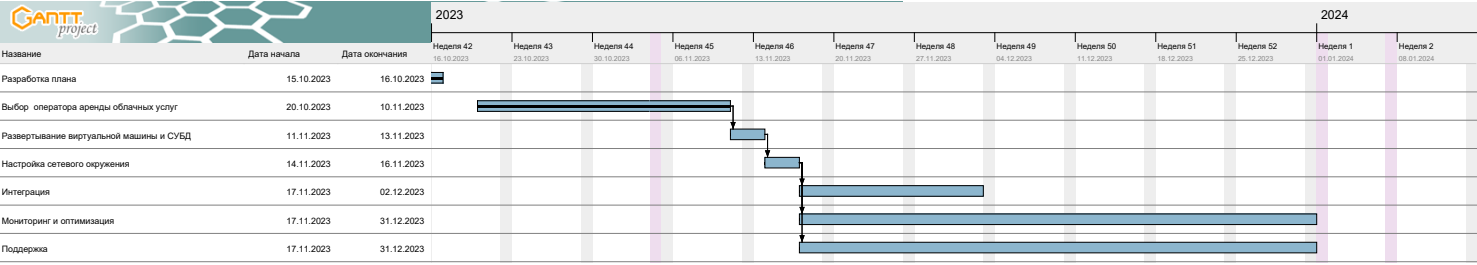 GANTT
project
2023
2024
Название
Дата начала
Дата окончания
Неделя 42
Неделя 43
Неделя 44
Неделя 45
Неделя 46
Неделя 47
Неделя 48
Неделя 49
Неделя 50
Неделя 51
Неделя 52
Неделя 1
Неделя 2
16.10.2023
23.10.2023
30.10.2023
06.11.2023
13.11.2023
20.11.2023
27.11.2023
04.12.2023
11.12.2023
18.12.2023
25.12.2023
01.01.2024
08.01.2024
Разработка плана 15.10.2023 16.10.2023
Выбор оператора аренды облачных услуг 20.10.2023 10.11.2023
Развертывание виртуальной машины и СУБД 11.11.2023 13.11.2023
Настройка сетевого окружения 14.11.2023 16.11.2023
Интеграция 17.11.2023 02.12.2023
Мониторинг и оптимизация 17.11.2023 31.12.2023
Поддержка 17.11.2023 31.12.2023